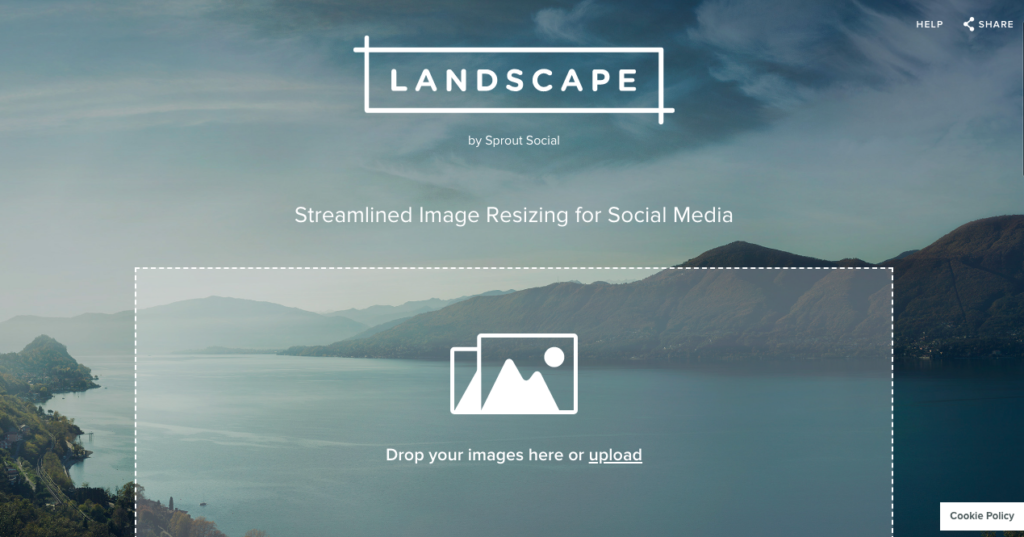 HELP
SHARE
LANDSCAPE
by Sprout Social
Streamlined Image Resizing for Social Media
Drop your images here or upload
Cookie Policy